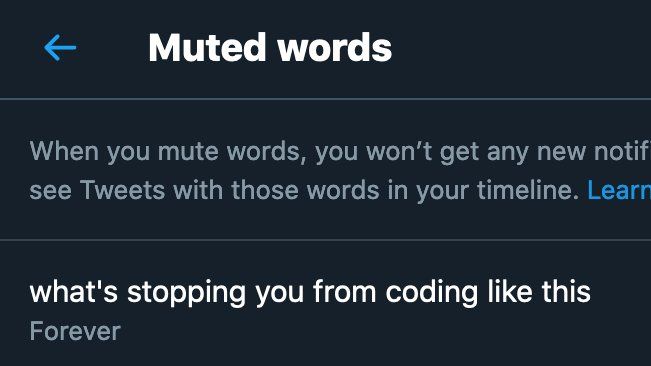 Muted words
When you mute words, you won’t get any new notif
see Tweets with those words in your timeline. Learn
what's stopping you from coding like this
Forever